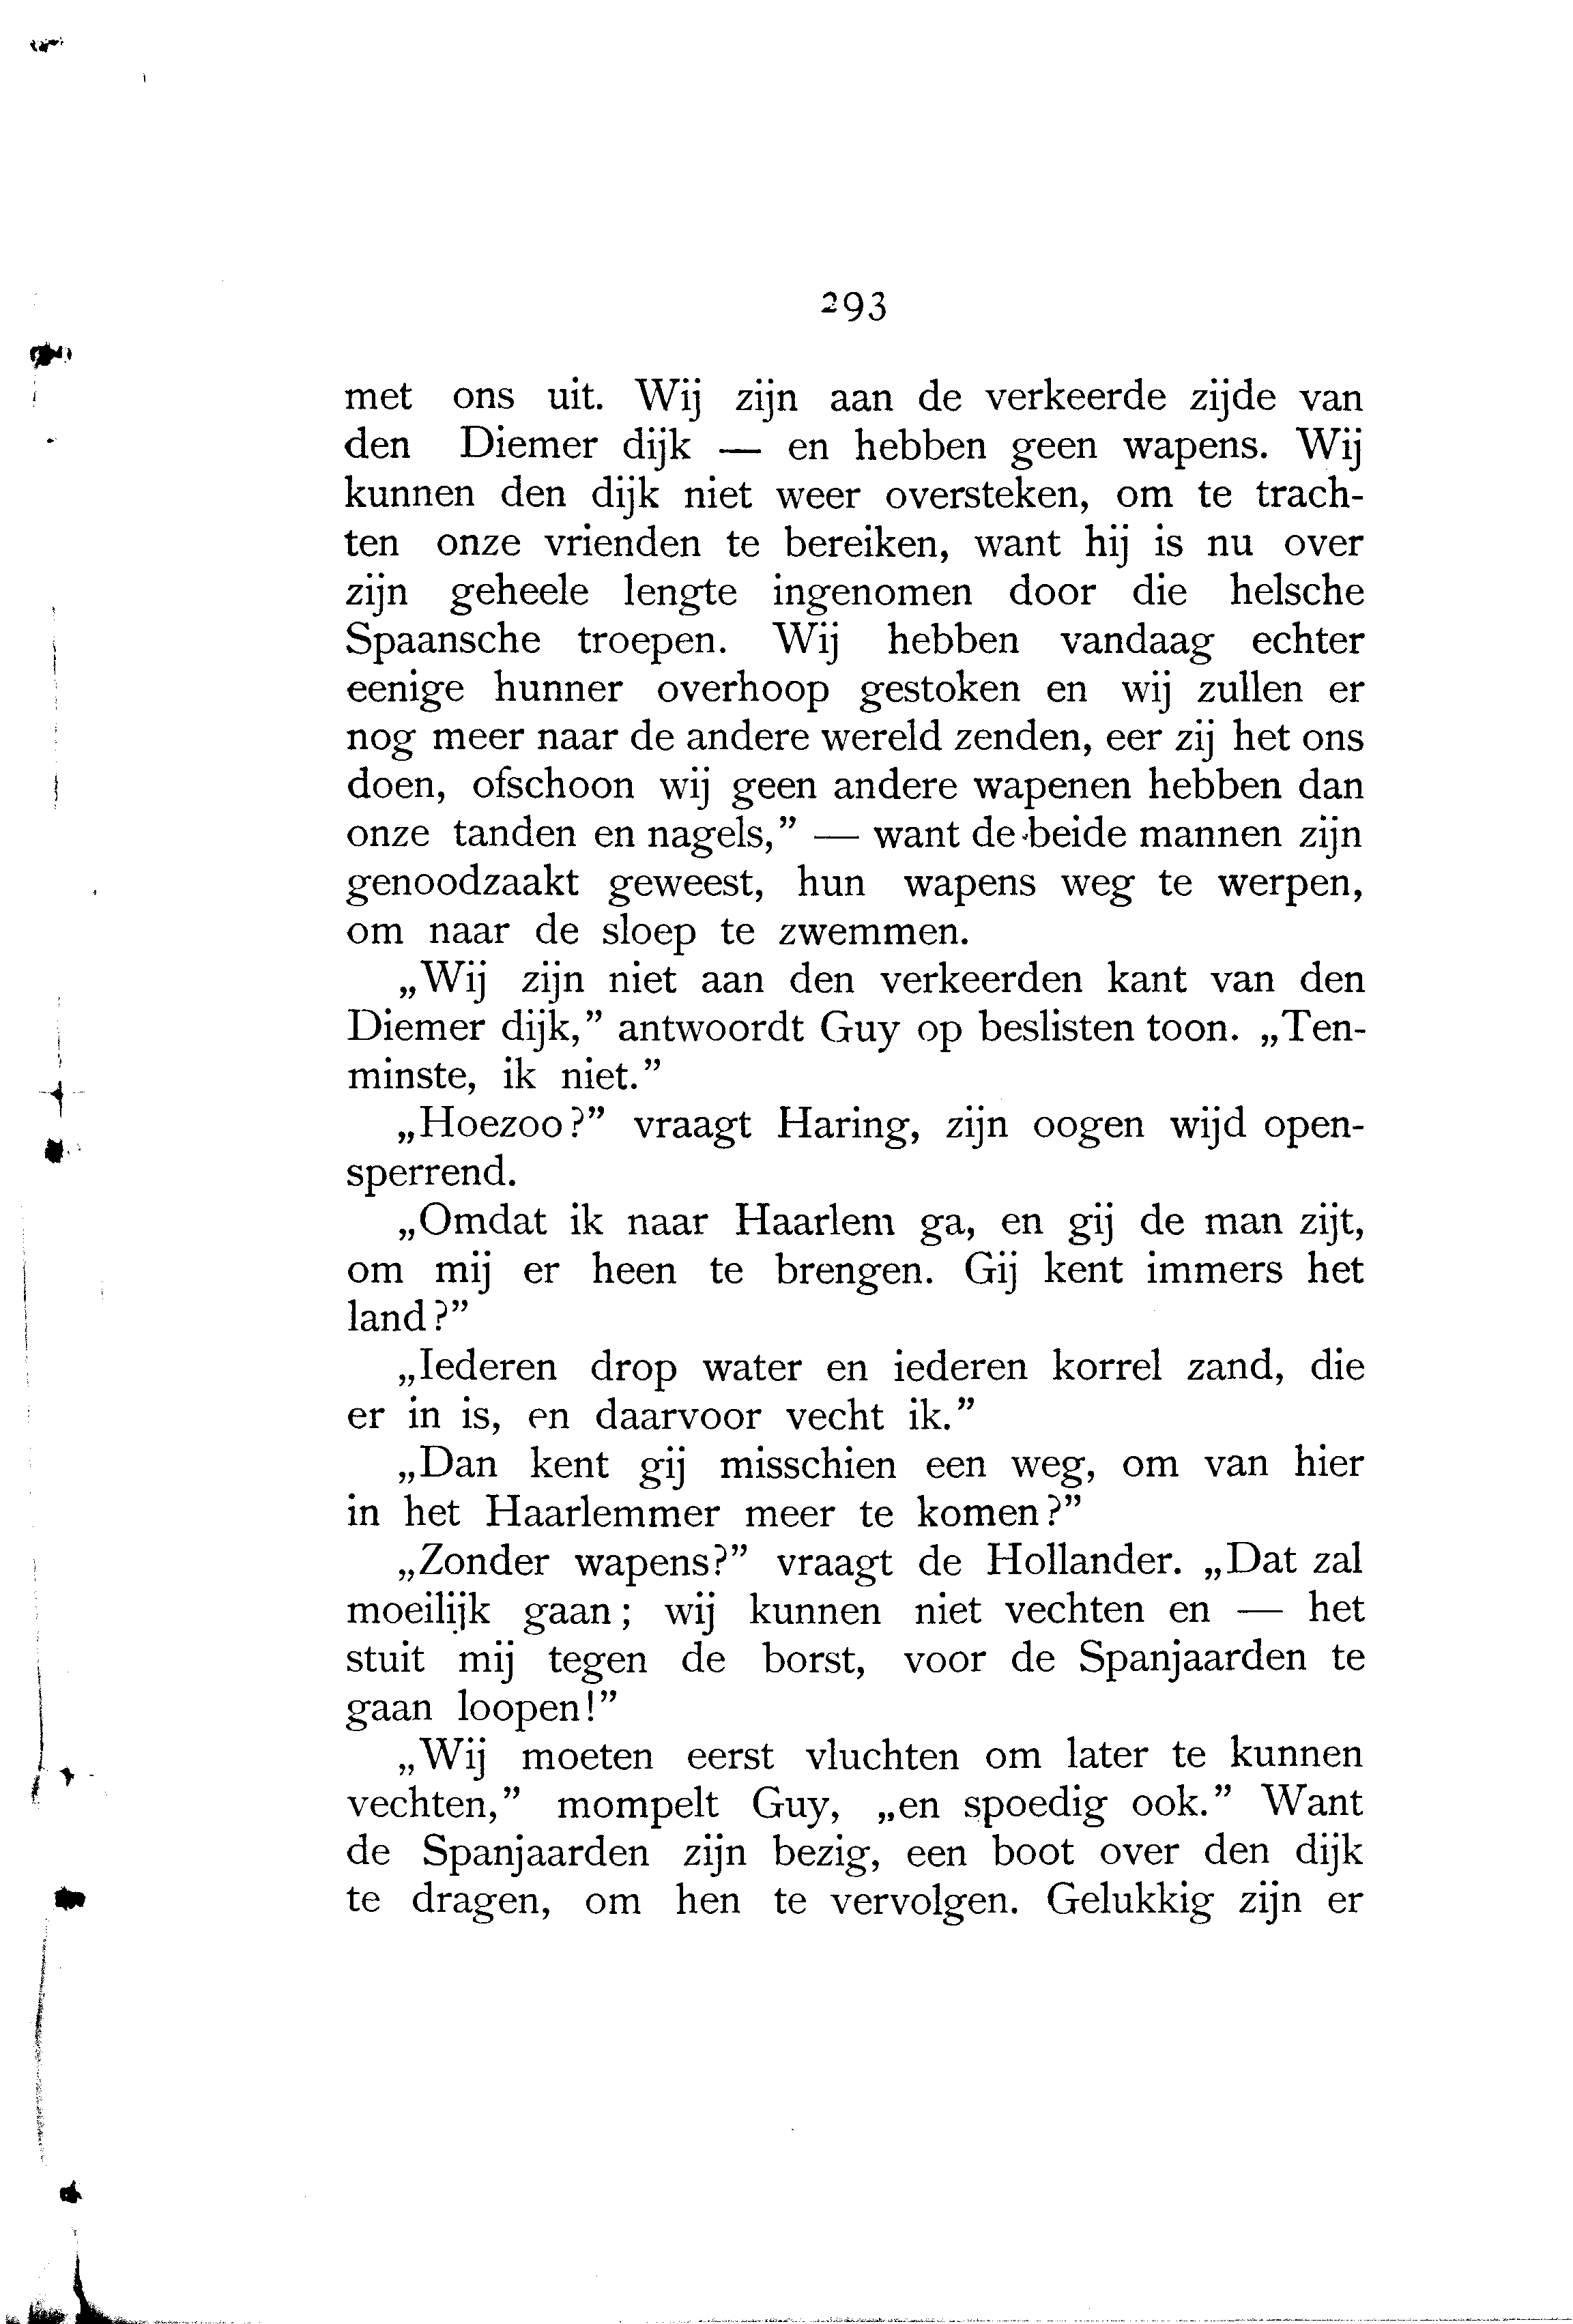 293
met ons uit. Wij zijn aan de verkeerde zijde van
den Diemer dijk — en hebben geen wapens. Wij
kunnen den dijk niet weer oversteken, om te trach-
ten onze vrienden te bereiken, want hij is nu over
zijn geheele lengte ingenomen door die helsche
Spaansche troepen. Wij hebben vandaag echter
eenige hunner overhoop gestoken en wij zullen er
nog meer naar de andere wereld zenden, eer zij het ons
doen, ofschoon wij geen andere wapenen hebben dan
onze tanden en nagels,” — want de beide mannen zijn
genoodzaakt geweest, hun wapens weg te werpen,
om naar de sloep te zwemmen.
„Wij zijn niet aan den verkeerden kant van den
Diemer dijk,” antwoordt Guy op beslisten toon. „Ten-
minste, ik niet.”
„Hoezoo?” vraagt Haring, zijn oogen wijd open-
sperrend.
„Omdat ik naar Haarlem ga, en gij de man zijt,
om mij er heen te brengen. Gij kent immers het
land?”
„Iederen drop water en iederen korrel zand, die
er in is, en daarvoor vecht ik.”
„Dan kent gij misschien een weg, om van hier
in het Haarlemmer meer te komen?”
„Zonder wapens?” vraagt de Hollander. „Dat zal
moeilijk gaan; wij kunnen niet vechten en — het
stuit mij tegen de borst, voor de Spanjaarden te
gaan loopen!”
„Wij moeten eerst vluchten om later te kunnen
vechten,” mompelt Guy, „en spoedig ook.” Want
de Spanjaarden zijn bezig, een boot over den dijk
te dragen, om hen te vervolgen. Gelukkig zijn er